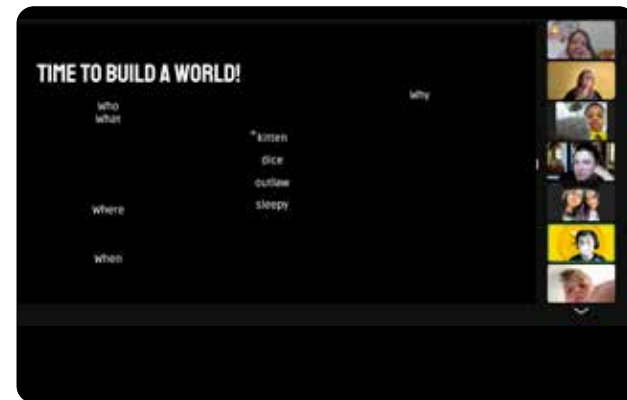 TIME TO BUILD A WORLD!
Why
Who
What
*kitten
dice
outlaw
sleepy
Where
When